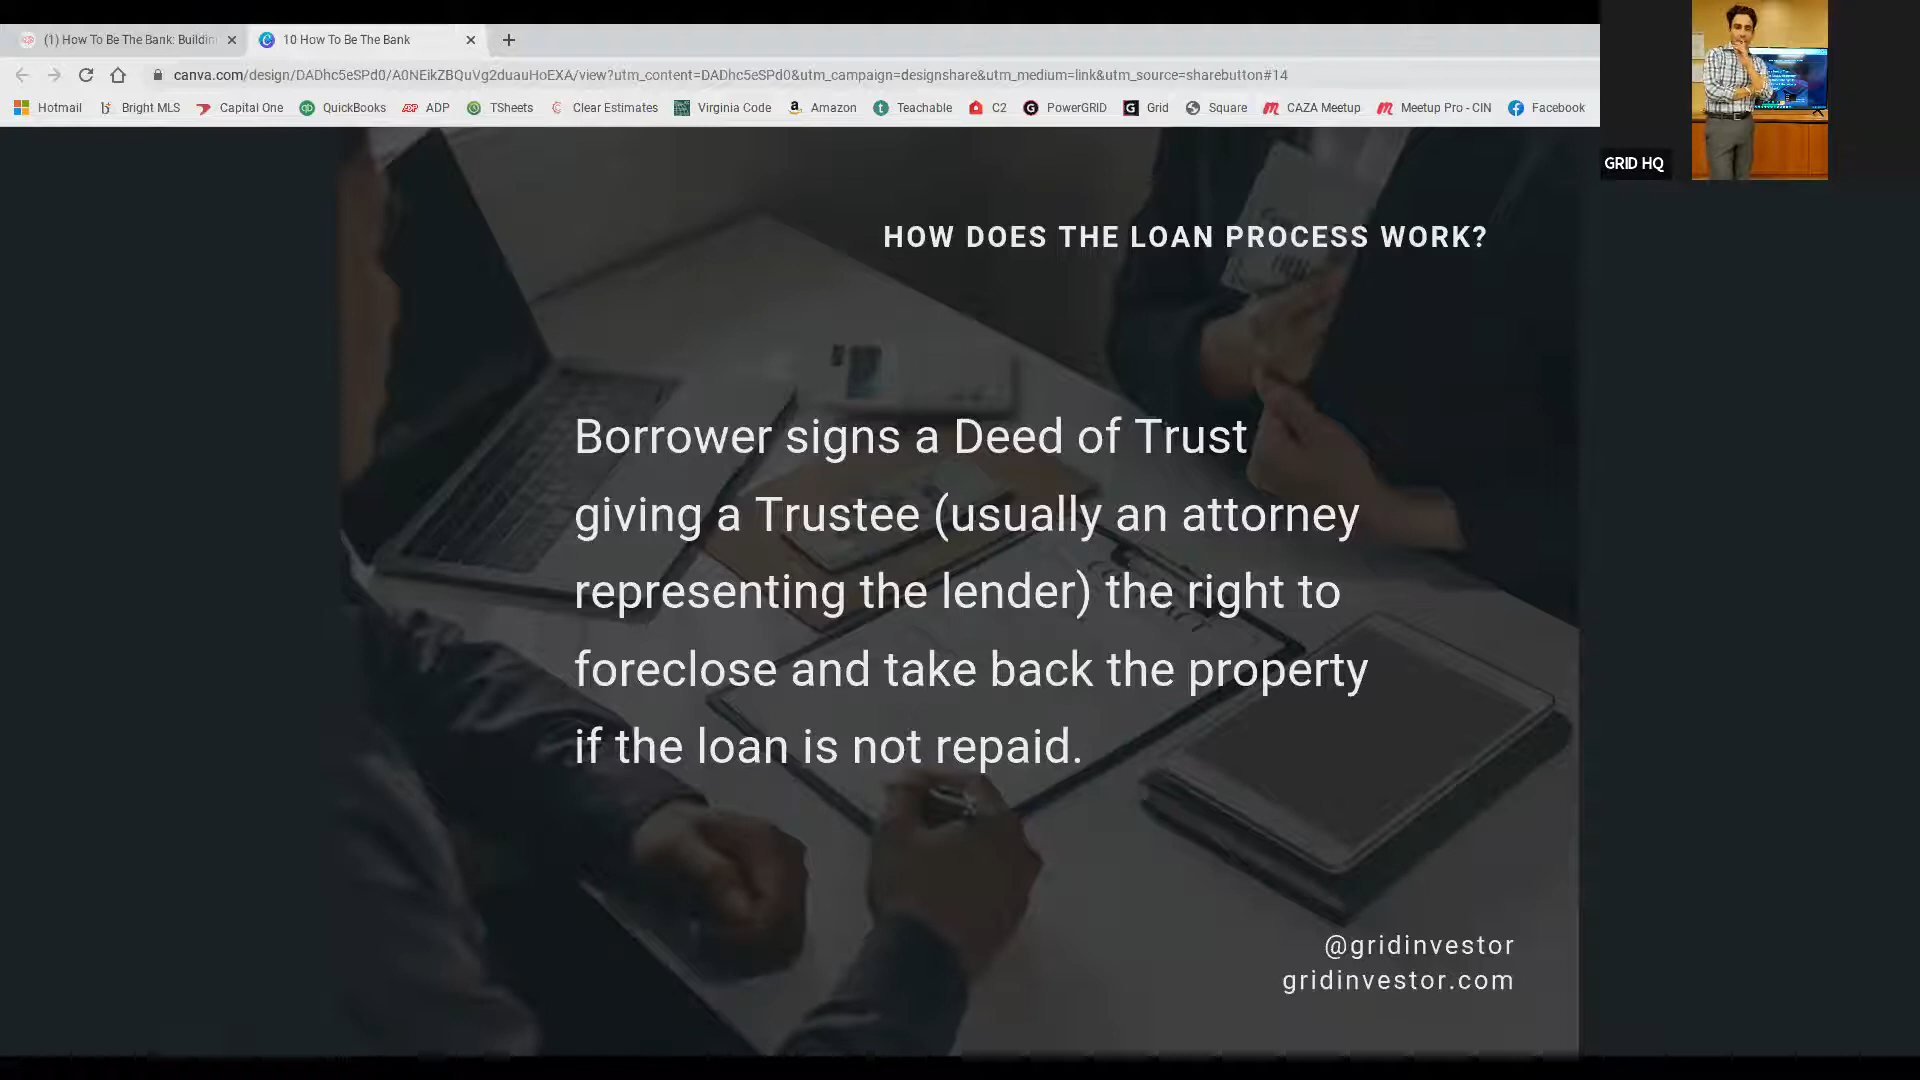 (1) How To Be The Bank: Buildin
10 How To Be The Bank
canva.com/design/DADhc5eSPd0/A0NEikZBQuVg2duauHoEXA/view?utm_content=DADhc5eSPd0&utm_campaign=designshare&utm_medium=link&utm_source=sharebutton#14
Hotmail Bright MLS Capital One QuickBooks ADP TSheets Clear Estimates Virginia Code Amazon Teachable C2 PowerGRID Grid Square CAZA Meetup Meetup Pro - CIN Facebook
GRID HQ
HOW DOES THE LOAN PROCESS WORK?
Borrower signs a Deed of Trust
giving a Trustee (usually an attorney
representing the lender) the right to
foreclose and take back the property
if the loan is not repaid.
@gridinvestor
gridinvestor.com